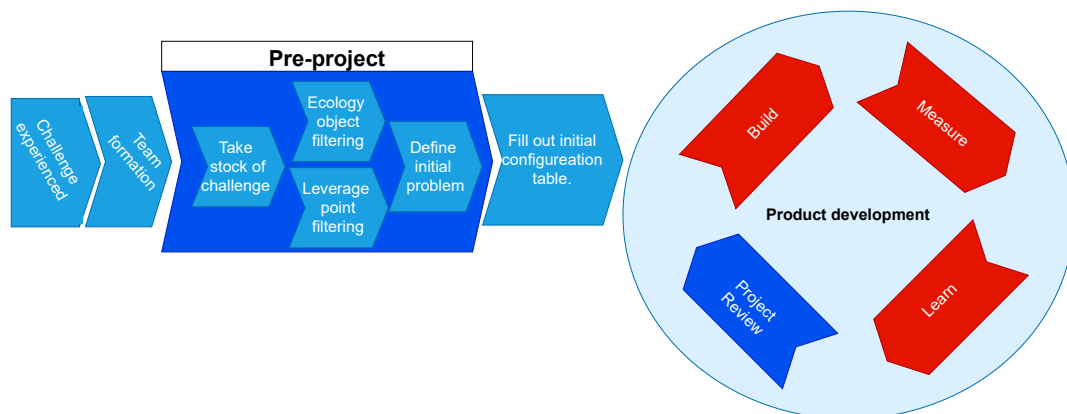 Pre-project
Challenge
experienced
Team
formation
Take
stock of
challenge
Ecology
object
filtering
Leverage
point
filtering
Define
initial
problem
Fill out initial
configureation
table.
Build
Measure
Product development
Project
Review
Learn